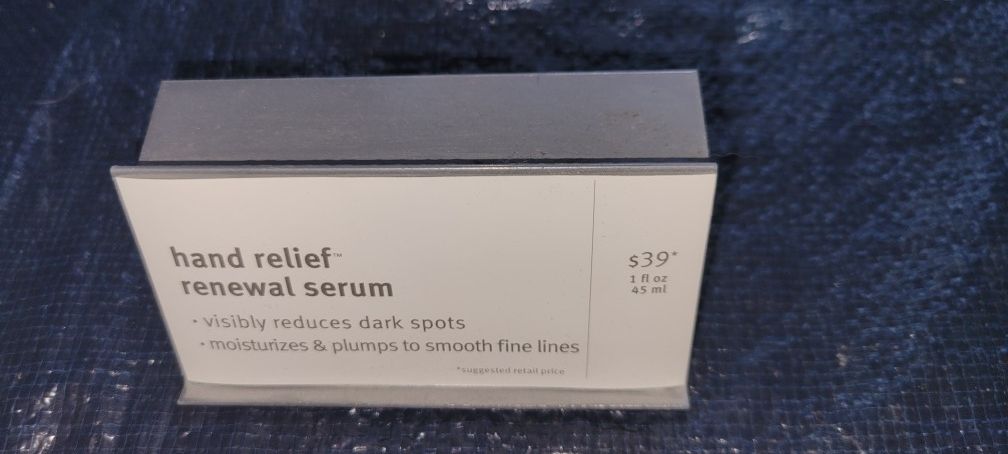 hand relief™
renewal serum
• visibly reduces dark spots
• moisturizes & plumps to smooth fine lines
*suggested retail price
$39*
1 fl oz
45 ml